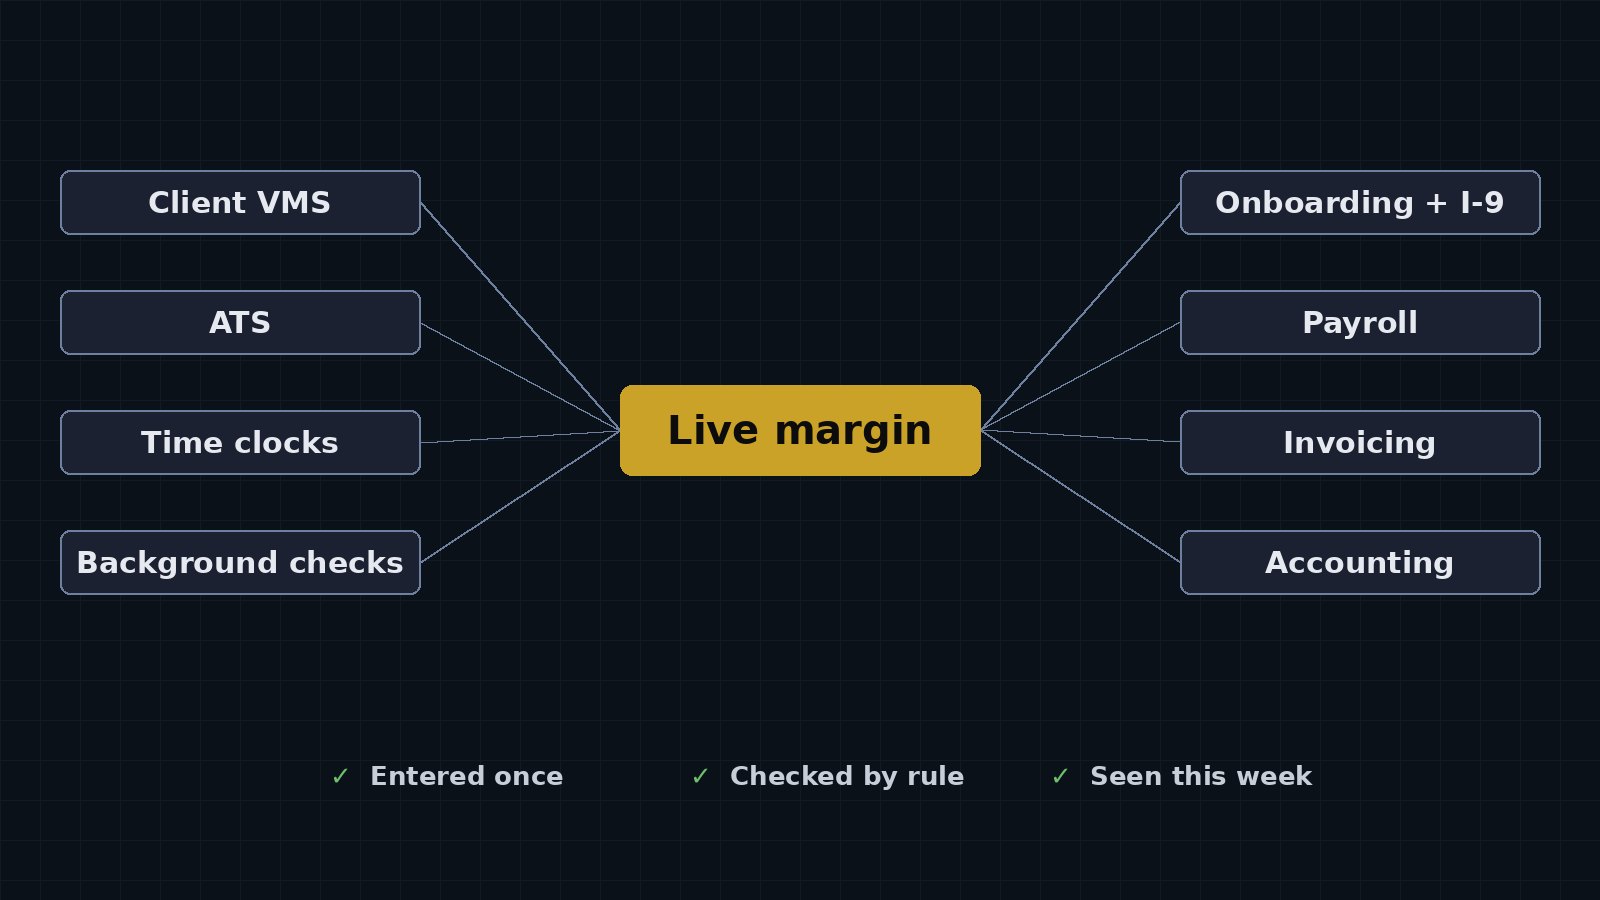 Client VMS
ATS
Time clocks
Background checks
Live margin
Onboarding + I-9
Payroll
Invoicing
Accounting
✓ Entered once
✓ Checked by rule
✓ Seen this week